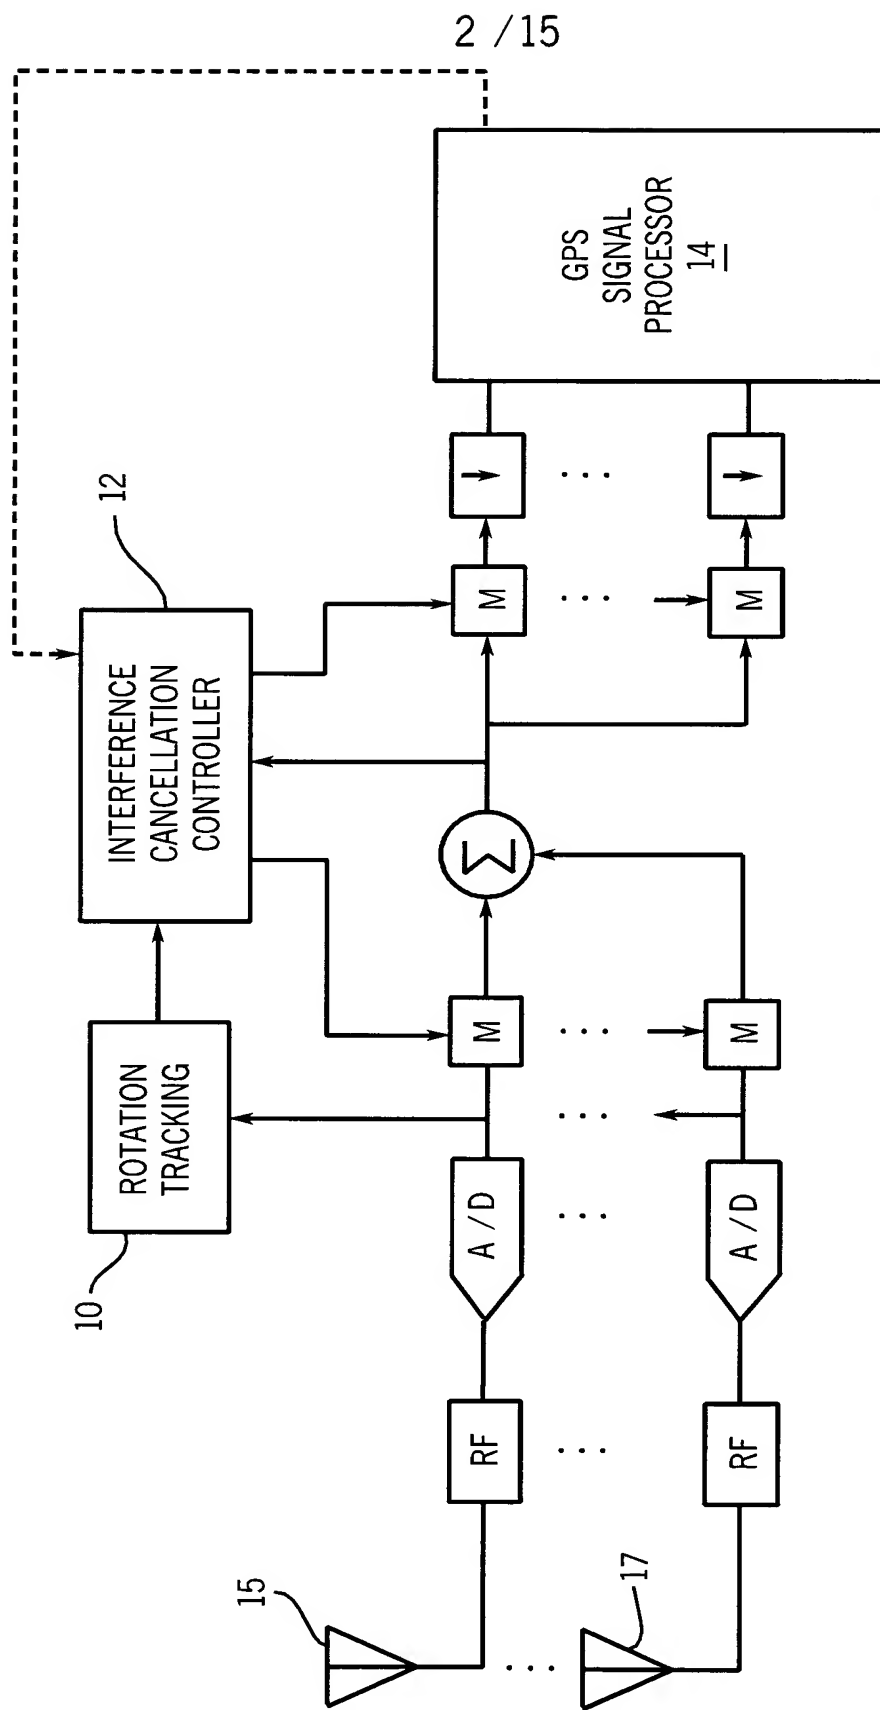 2 /15
15
17
RF
RF
A/D
A/D
10
ROTATION
TRACKING
M
...
M
12
INTERFERENCE
CANCELLATION
CONTROLLER
Σ
M
...
M
GPS
SIGNAL
PROCESSOR
14